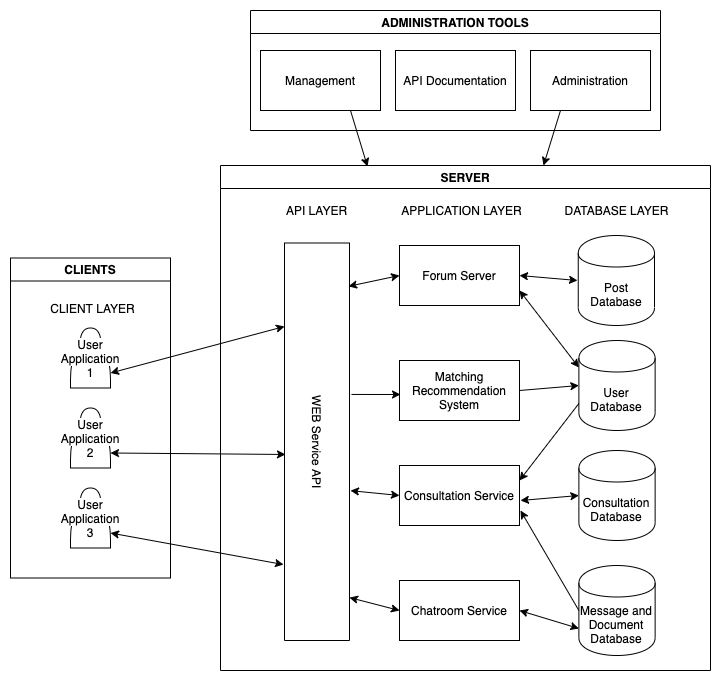 ADMINISTRATION TOOLS
Management
API Documentation
Administration
SERVER
API LAYER
APPLICATION LAYER
DATABASE LAYER
CLIENTS
CLIENT LAYER
User
Application
1
User
Application
2
User
Application
3
WEB Service API
Forum Server
Matching
Recommendation
System
Consultation Service
Chatroom Service
Post
Database
User
Database
Consultation
Database
Message and
Document
Database